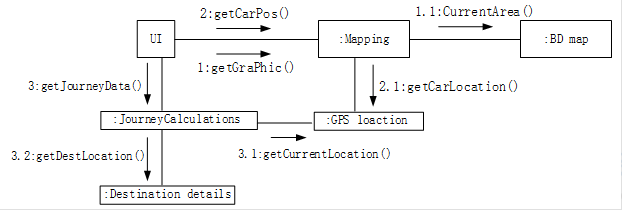 2:getCarPos()
1.1:CurrentArea()
UI
:Mapping
:BD map
1:getGraPhic()
3:getJourneyData()
2.1:getCarLocation()
:JourneyCalculations
:GPS loaction
3.2:getDestLocation()
3.1:getCurrentLocation()
:Destination details